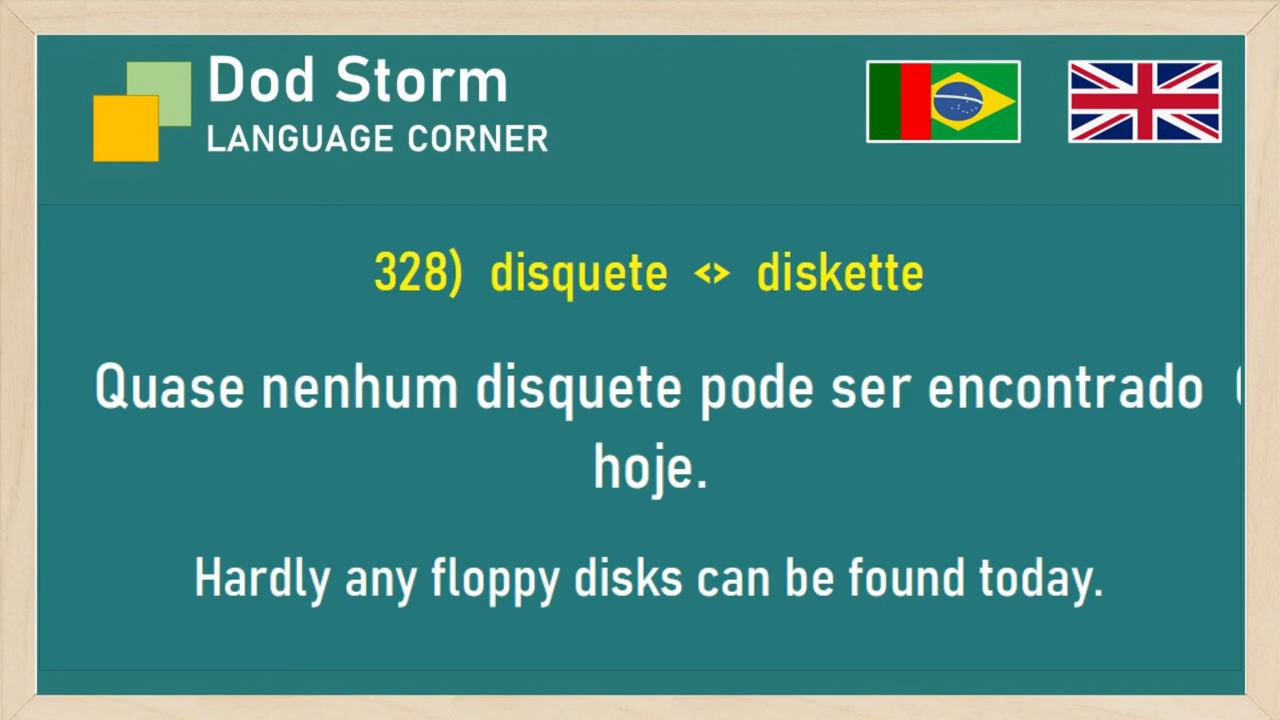 Dod Storm
LANGUAGE CORNER
328) disquete <> diskette
Quase nenhum disquete pode ser encontrado
hoje.
Hardly any floppy disks can be found today.